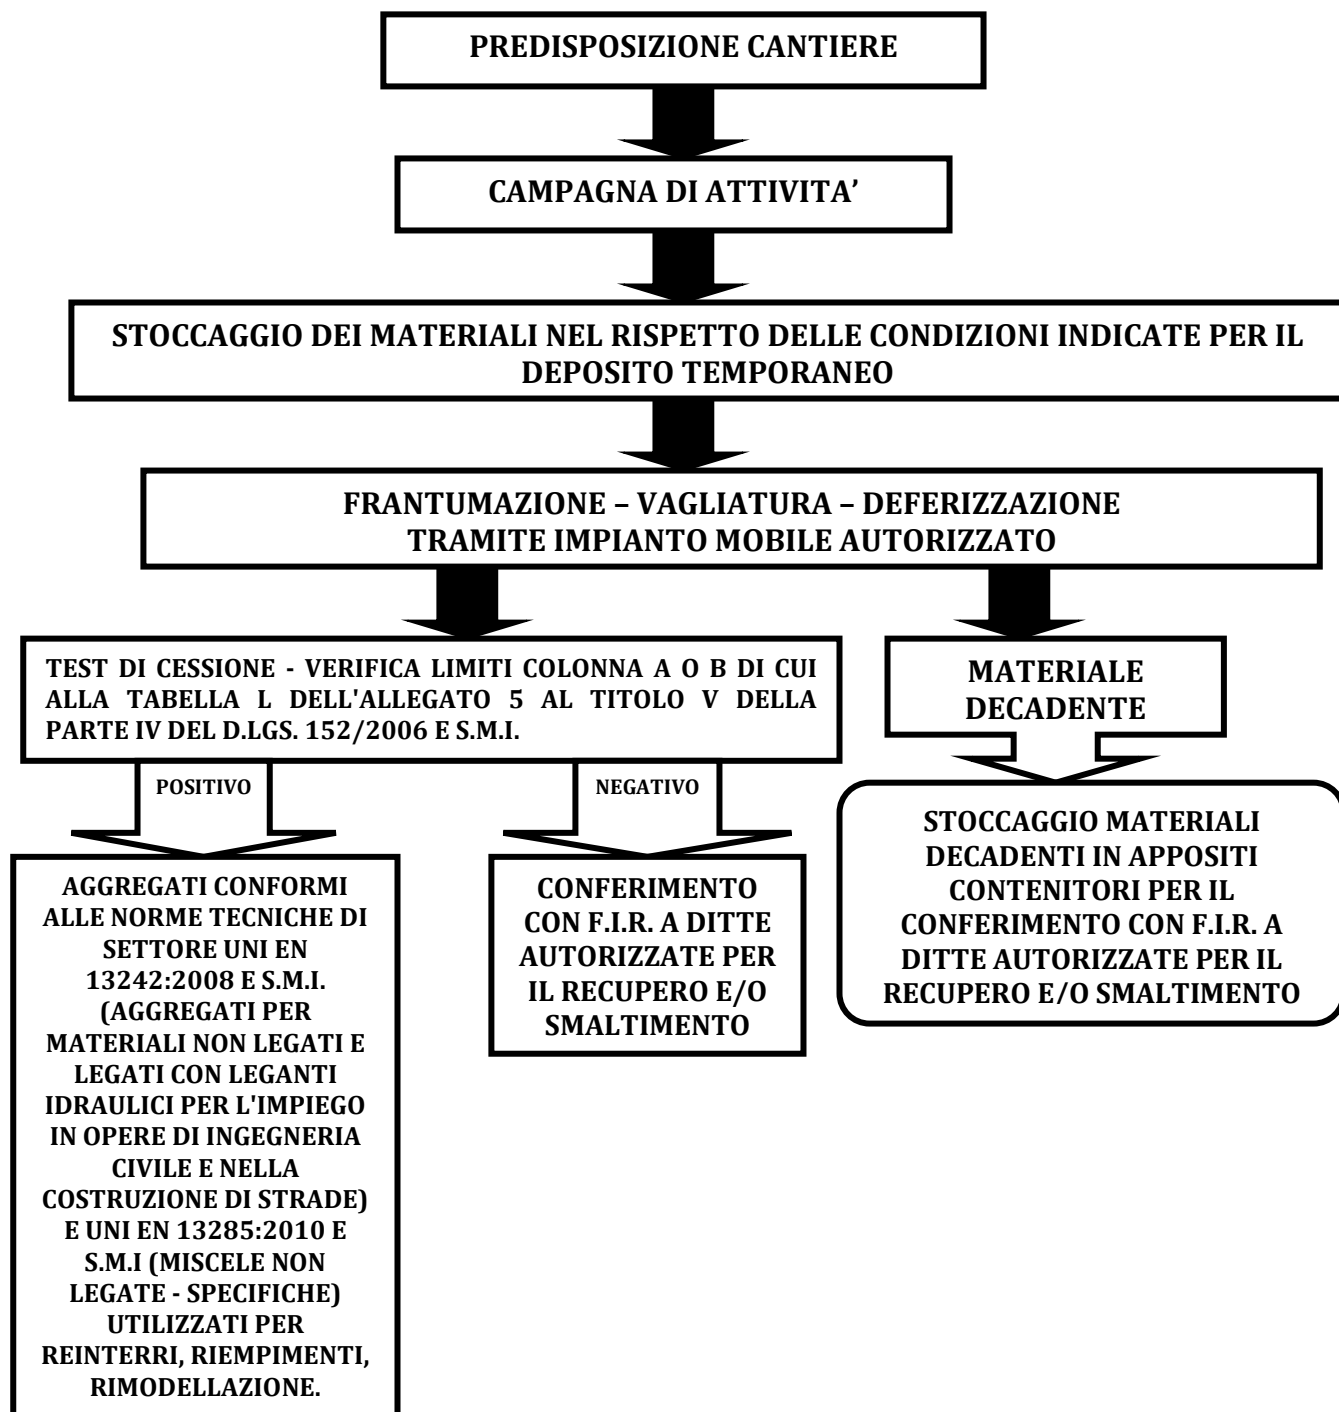 PREDISPOSIZIONE CANTIERE
CAMPAGNA DI ATTIVITA’
STOCCAGGIO DEI MATERIALI NEL RISPETTO DELLE CONDIZIONI INDICATE PER IL
DEPOSITO TEMPORANEO
FRANTUMAZIONE – VAGLIATURA – DEFERIZZAZIONE
TRAMITE IMPIANTO MOBILE AUTORIZZATO
TEST DI CESSIONE - VERIFICA LIMITI COLONNA A O B DI CUI
ALLA TABELLA L DELL'ALLEGATO 5 AL TITOLO V DELLA
PARTE IV DEL D.LGS. 152/2006 E S.M.I.
MATERIALE
DECADENTE
POSITIVO
NEGATIVO
AGGREGATI CONFORMI
ALLE NORME TECNICHE DI
SETTORE UNI EN
13242:2008 E S.M.I.
(AGGREGATI PER
MATERIALI NON LEGATI E
LEGATI CON LEGANTI
IDRAULICI PER L'IMPIEGO
IN OPERE DI INGEGNERIA
CIVILE E NELLA
COSTRUZIONE DI STRADE)
E UNI EN 13285:2010 E
S.M.I (MISCELE NON
LEGATE - SPECIFICHE)
UTILIZZATI PER
REINTERRI, RIEMPIMENTI,
RIMODELLAZIONE.
CONFERIMENTO
CON F.I.R. A DITTE
AUTORIZZATE PER
IL RECUPERO E/O
SMALTIMENTO
STOCCAGGIO MATERIALI
DECADENTI IN APPOSITI
CONTENITORI PER IL
CONFERIMENTO CON F.I.R. A
DITTE AUTORIZZATE PER IL
RECUPERO E/O SMALTIMENTO